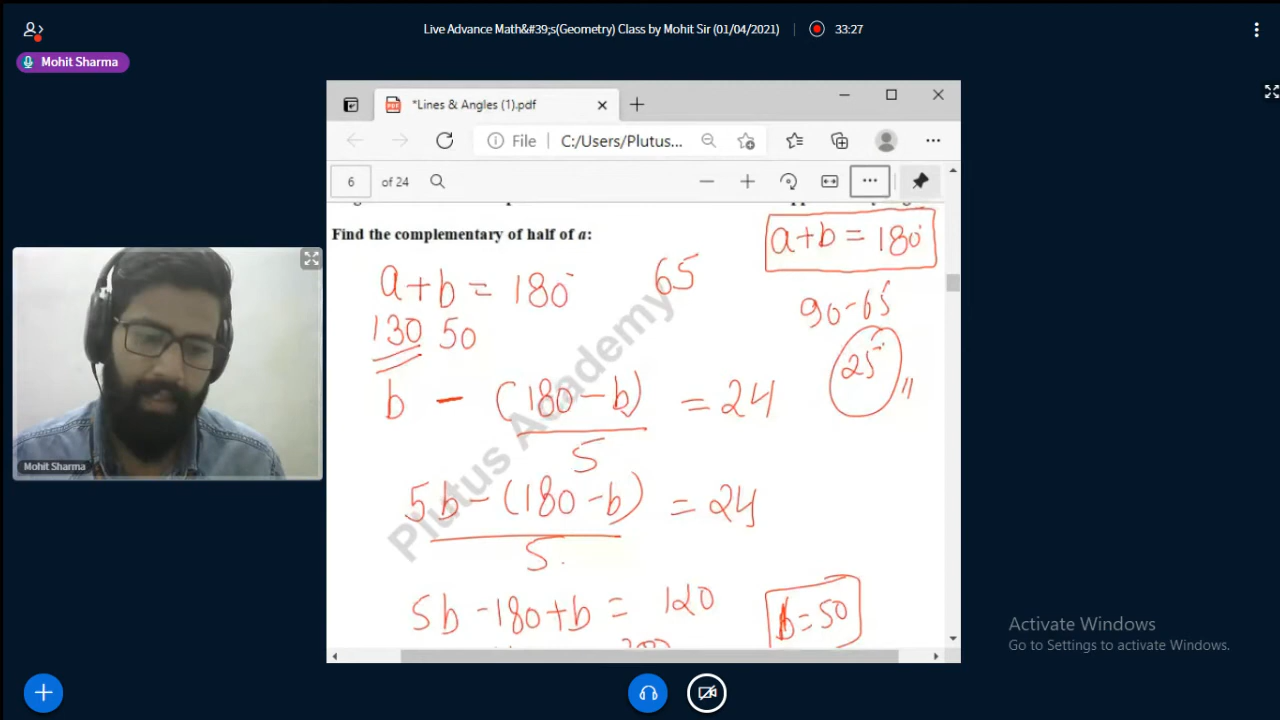 Live Advance Math&#39;s(Geometry) Class by Mohit Sir (01/04/2021)
33:27
Mohit Sharma
*Lines & Angles (1).pdf
File
C:/Users/Plutus...
6
of 24
Find the complementary of half of a:
a+b = 180°
a+b = 180°
65
130 50
90-65
25°
b - (180-b) = 24
5
5b - (180-b) = 24
5
5b -180+b = 120
b = 50
Plutus Academy
Mohit Sharma
Activate Windows
Go to Settings to activate Windows.